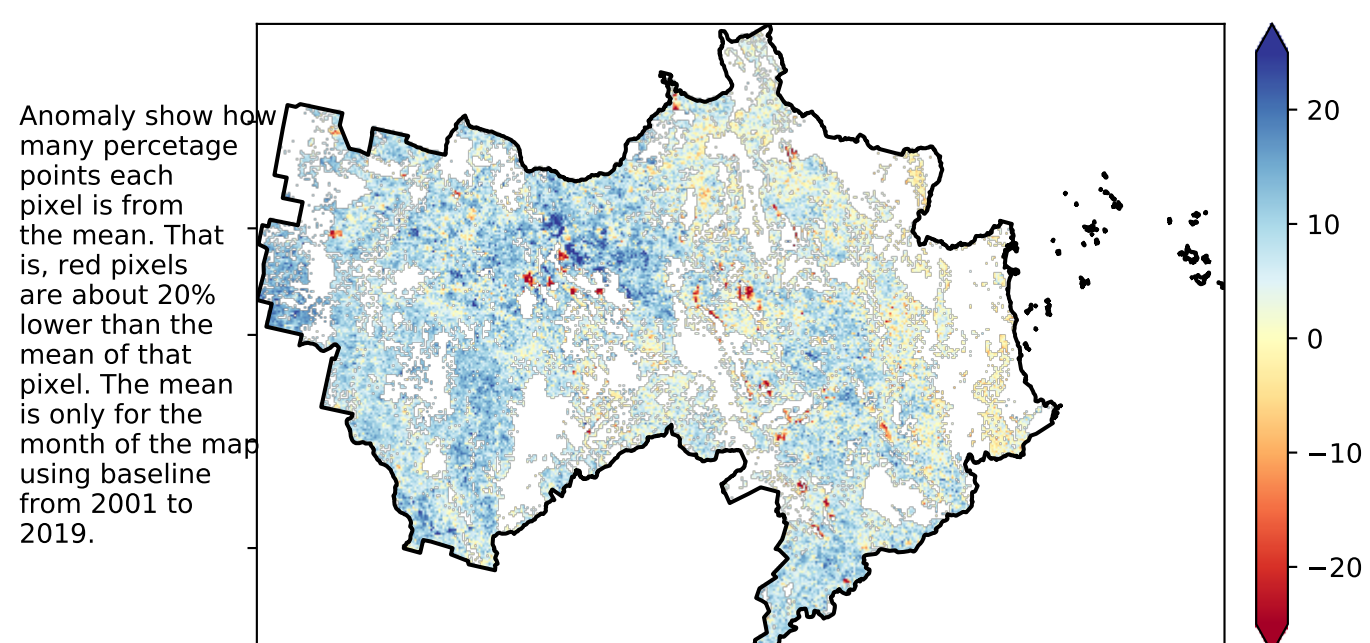 Anomaly show how
many percetage
points each
pixel is from
the mean. That
is, red pixels
are about 20%
lower than the
mean of that
pixel. The mean
is only for the
month of the map
using baseline
from 2001 to
2019.
20
10
0
−10
−20